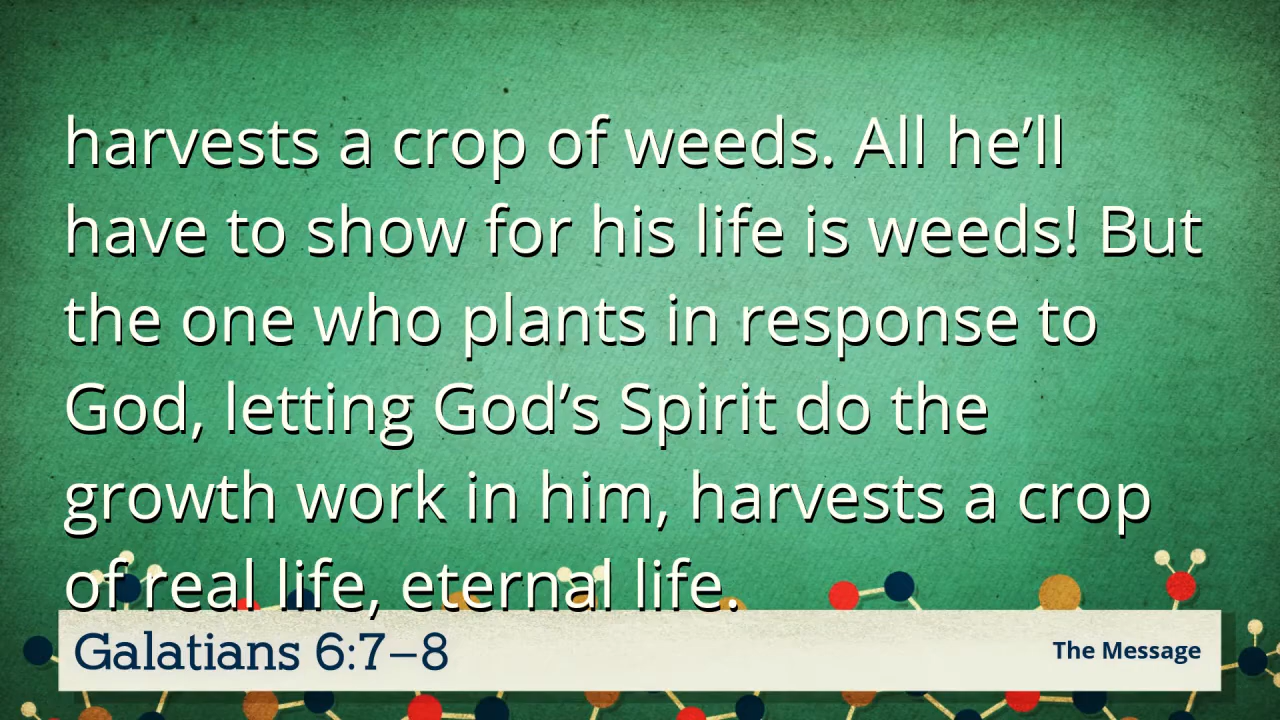 harvests a crop of weeds. All he’ll
have to show for his life is weeds! But
the one who plants in response to
God, letting God’s Spirit do the
growth work in him, harvests a crop
of real life, eternal life.
Galatians 6:7–8
The Message